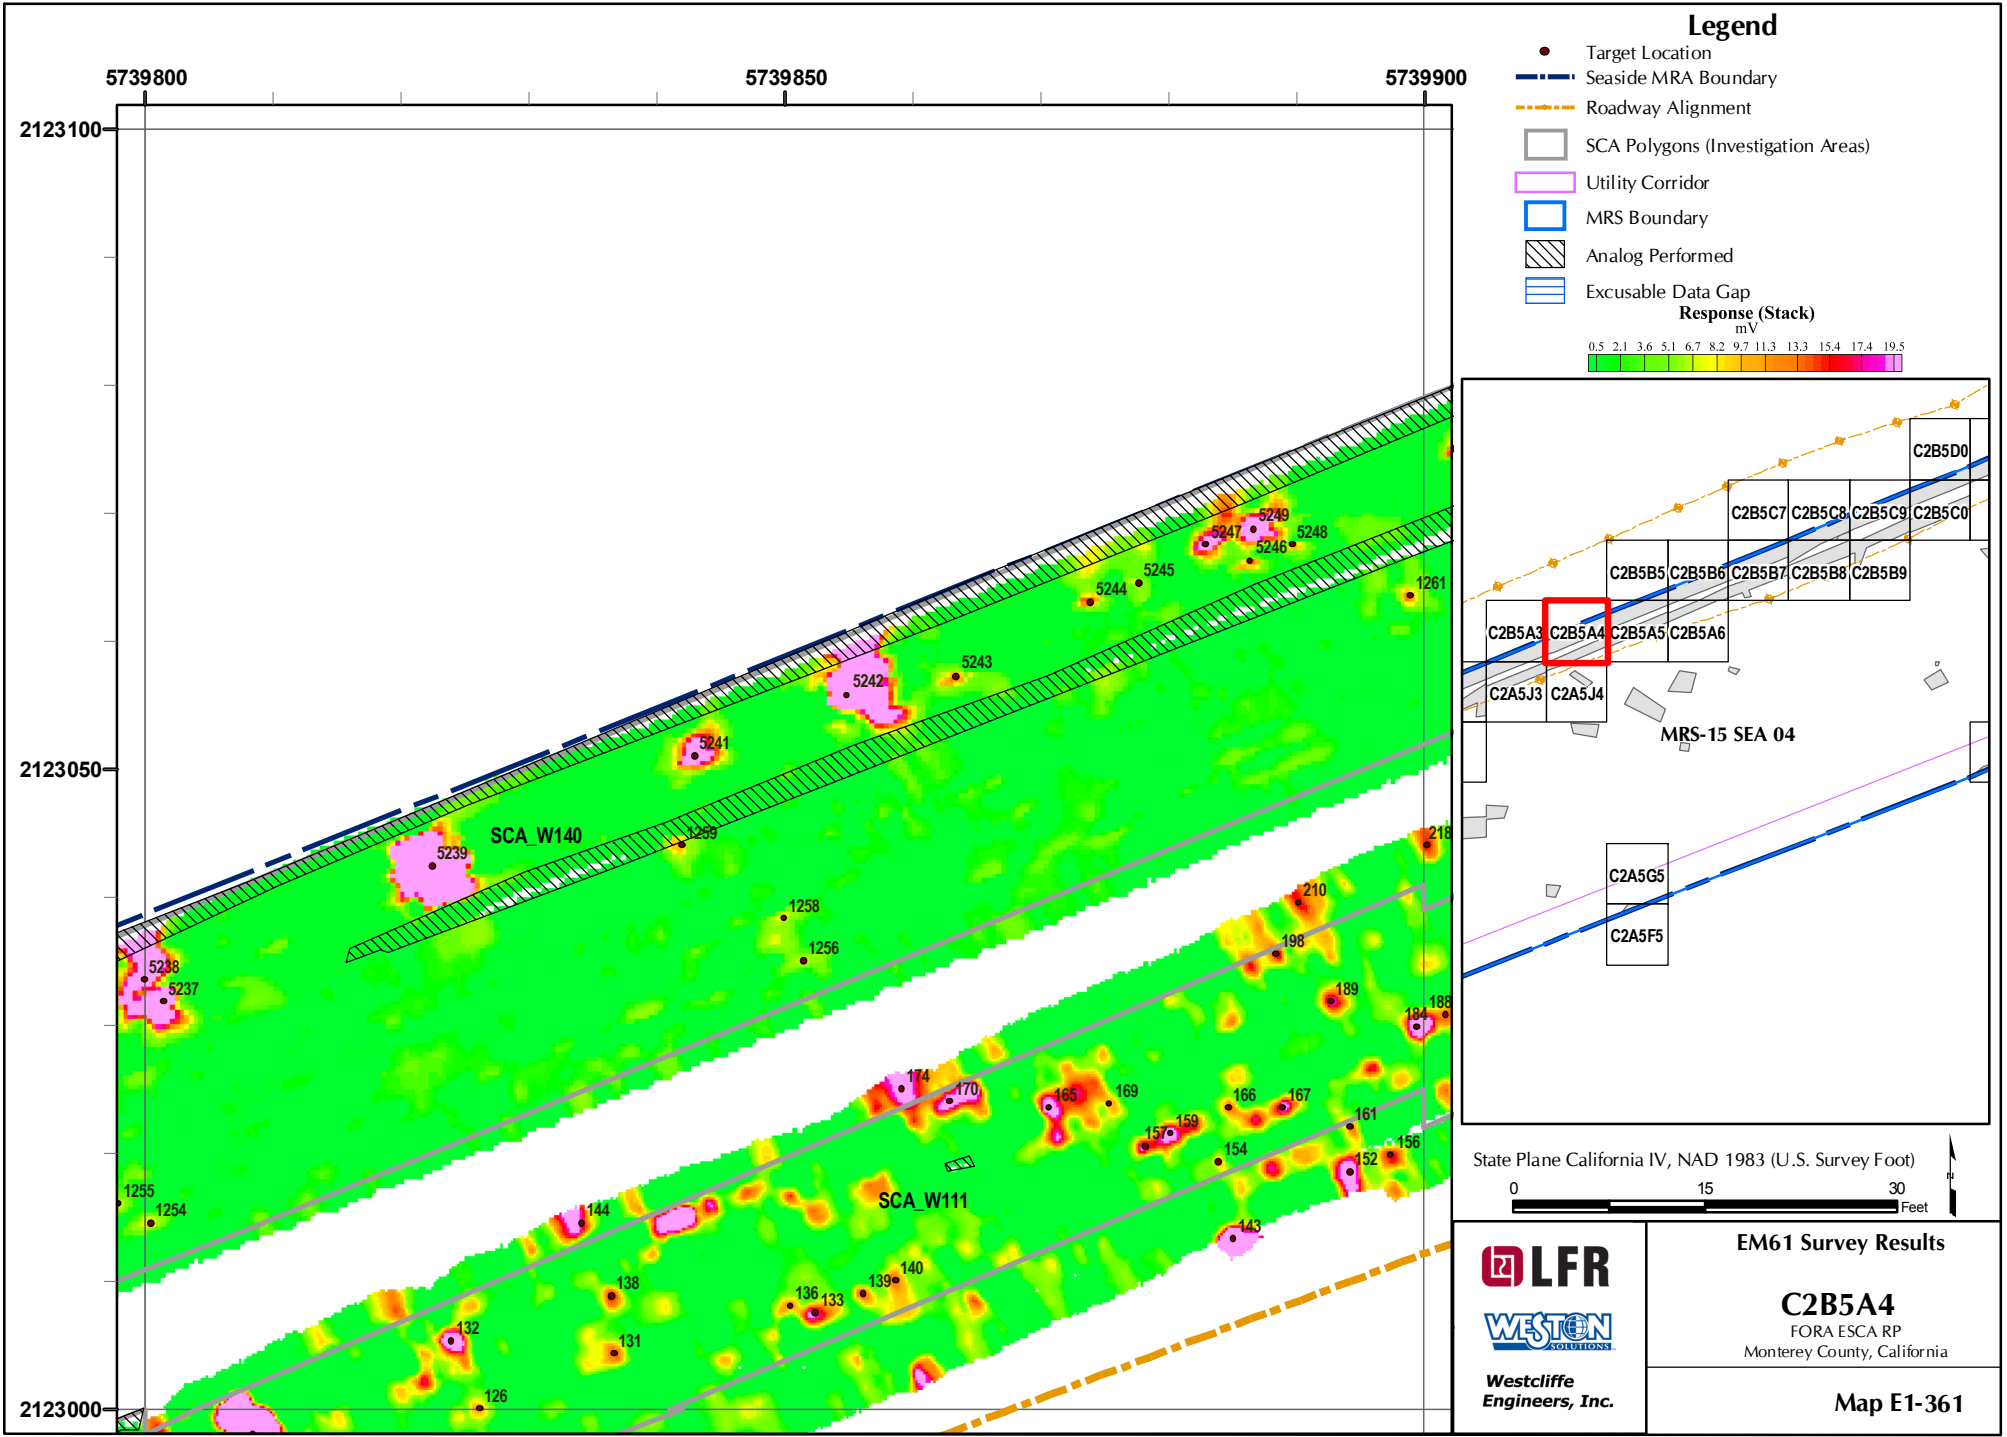 Legend
Target Location
Seaside MRA Boundary
Roadway Alignment
SCA Polygons (Investigation Areas)
Utility Corridor
MRS Boundary
Analog Performed
Excusable Data Gap
Response (Stack)
mV
0.5 2.1 3.6 5.1 6.7 8.2 9.7 11.3 13.3 15.4 17.4 19.5
5739800 5739850 5739900
2123100
2123050
2123000
5249
5247
5248
5246
5245
5244
1261
5243
5242
5241
SCA_W140
1259
5239
218
210
1258
198
1256
5238
5237
189
188
184
174
170
165
169
166
167
161
159
157
156
154
152
1255
1254
SCA_W111
144
143
140
139
138
136
133
132
131
126
C2B5D0
C2B5C7 C2B5C8 C2B5C9 C2B5C0
C2B5B5 C2B5B6 C2B5B7 C2B5B8 C2B5B9
C2B5A3 C2B5A4 C2B5A5 C2B5A6
C2A5J3 C2A5J4
MRS-15 SEA 04
C2A5G5
C2A5F5
State Plane California IV, NAD 1983 (U.S. Survey Foot)
0 15 30
Feet
N
LFR
WESTON
SOLUTIONS
Westcliffe
Engineers, Inc.
EM61 Survey Results
C2B5A4
FORA ESCA RP
Monterey County, California
Map E1-361